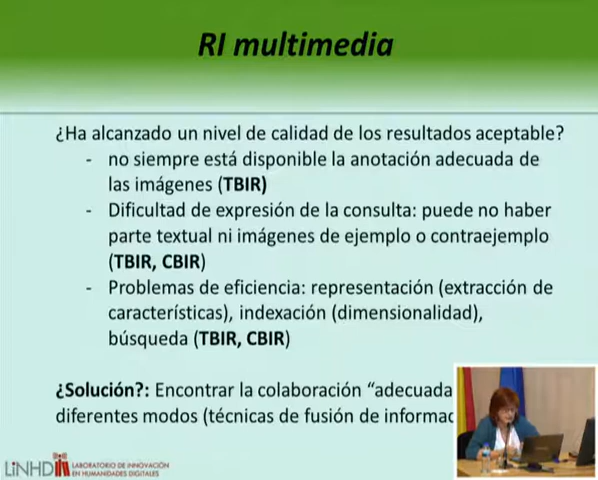 RI multimedia
¿Ha alcanzado un nivel de calidad de los resultados aceptable?
- no siempre está disponible la anotación adecuada de
las imágenes (TBIR)
- Dificultad de expresión de la consulta: puede no haber
parte textual ni imágenes de ejemplo o contraejemplo
(TBIR, CBIR)
- Problemas de eficiencia: representación (extracción de
características), indexación (dimensionalidad),
búsqueda (TBIR, CBIR)
¿Solución?: Encontrar la colaboración “adecuada
diferentes modos (técnicas de fusión de informac
LiNHD LABORATORIO DE INNOVACIÓN
EN HUMANIDADES DIGITALES